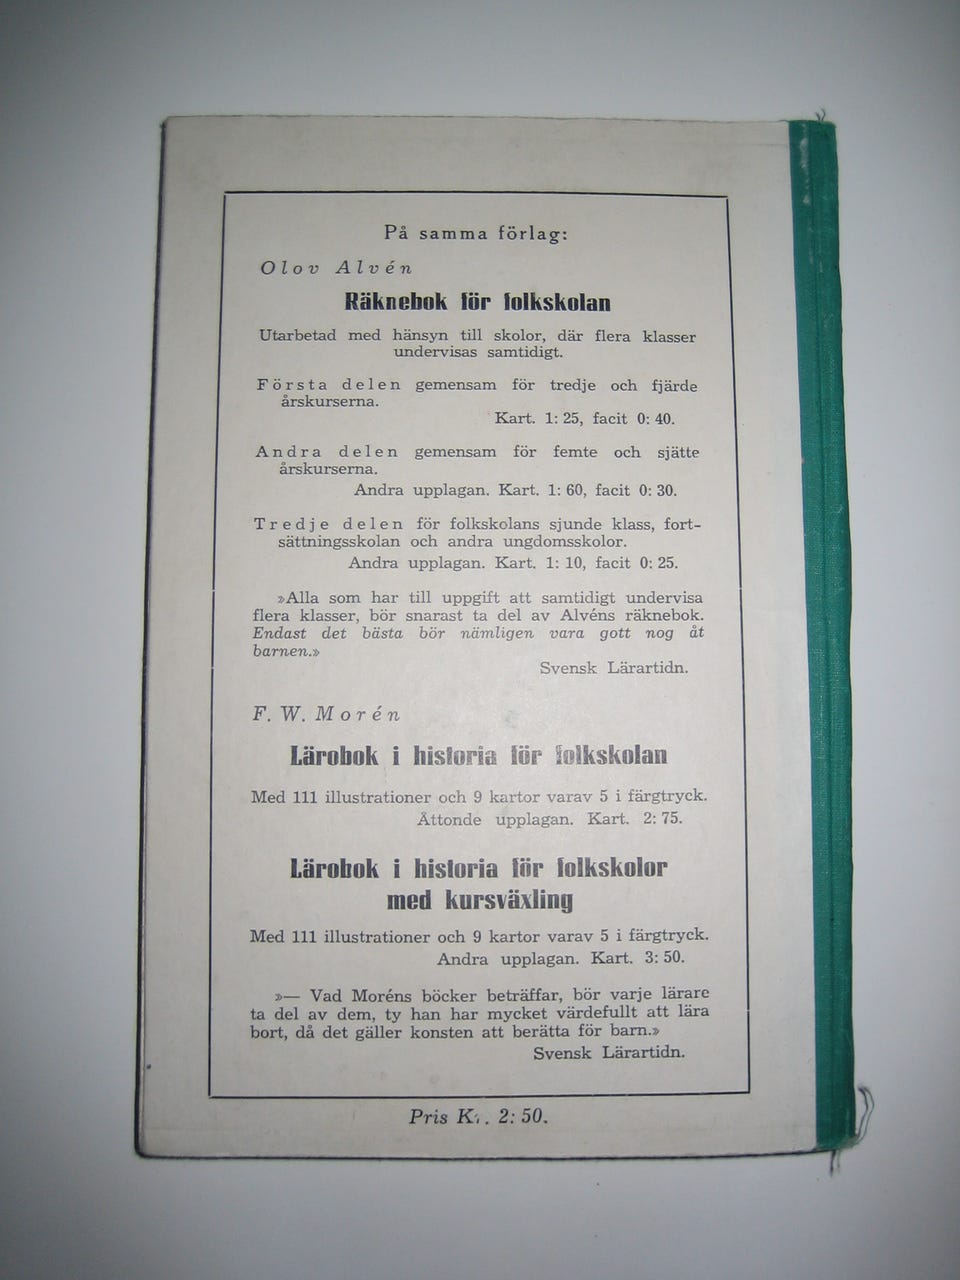 På samma förlag:
Olov Alvén
Räknebok för folkskolan
Utarbetad med hänsyn till skolor, där flera klasser
undervisas samtidigt.
Första delen gemensam för tredje och fjärde
årskurserna.
Kart. 1: 25, facit 0: 40.
Andra delen gemensam för femte och sjätte
årskurserna.
Andra upplagan. Kart. 1: 60, facit 0: 30.
Tredje delen för folkskolans sjunde klass, fort-
sättningsskolan och andra ungdomsskolor.
Andra upplagan. Kart. 1: 10, facit 0: 25.
»Alla som har till uppgift att samtidigt undervisa
flera klasser, bör snarast ta del av Alvéns räknebok.
Endast det bästa bör nämligen vara gott nog åt
barnen.»
Svensk Lärartidn.
F. W. Morén
Lärobok i historia för folkskolan
Med 111 illustrationer och 9 kartor varav 5 i färgtryck.
Åttonde upplagan. Kart. 2: 75.
Lärobok i historia för folkskolor
med kursväxling
Med 111 illustrationer och 9 kartor varav 5 i färgtryck.
Andra upplagan. Kart. 3: 50.
»— Vad Moréns böcker beträffar, bör varje lärare
ta del av dem, ty han har mycket värdefullt att lära
bort, då det gäller konsten att berätta för barn.»
Svensk Lärartidn.
Pris Kr. 2: 50.